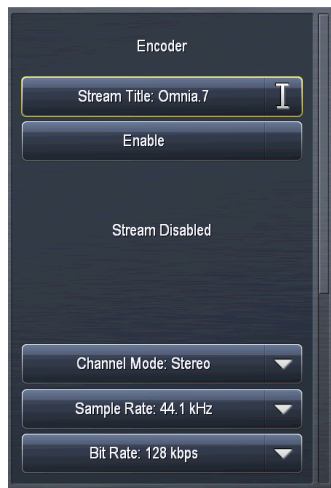 Encoder
Stream Title: Omnia.7
Enable
Stream Disabled
Channel Mode: Stereo
Sample Rate: 44.1 kHz
Bit Rate: 128 kbps